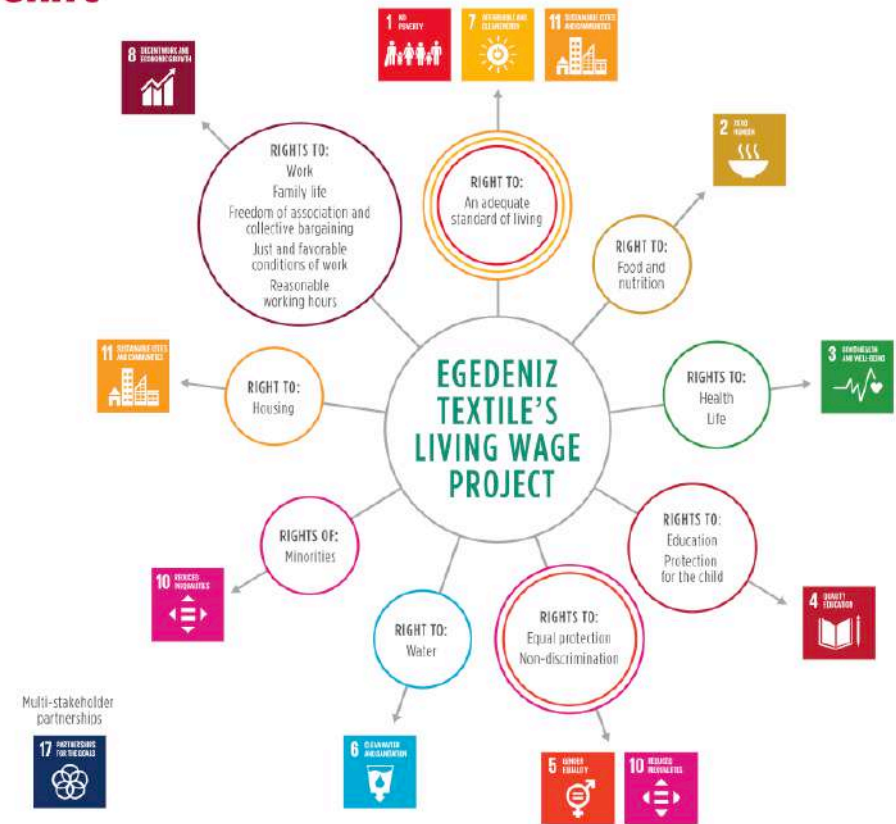 1 NO
POVERTY
7 AFFORDABLE AND
CLEAN ENERGY
11 SUSTAINABLE CITIES
AND COMMUNITIES
8 DECENT WORK AND
ECONOMIC GROWTH
2 ZERO
HUNGER
RIGHTS TO:
Work
Family life
Freedom of association and
collective bargaining
Just and favorable
conditions of work
Reasonable
working hours
RIGHT TO:
An adequate
standard of living
RIGHT TO:
Food and
nutrition
11 SUSTAINABLE CITIES
AND COMMUNITIES
RIGHT TO:
Housing
EGEDENIZ
TEXTILE'S
LIVING WAGE
PROJECT
RIGHTS TO:
Health
Life
3 GOOD HEALTH
AND WELL-BEING
RIGHTS OF:
Minorities
10 REDUCED
INEQUALITIES
RIGHT TO:
Water
RIGHTS TO:
Equal protection
Non-discrimination
RIGHTS TO:
Education
Protection
for the child
4 QUALITY
EDUCATION
Multi-stakeholder
partnerships
17 PARTNERSHIPS
FOR THE GOALS
6 CLEAN WATER
AND SANITATION
5 GENDER
EQUALITY
10 REDUCED
INEQUALITIES